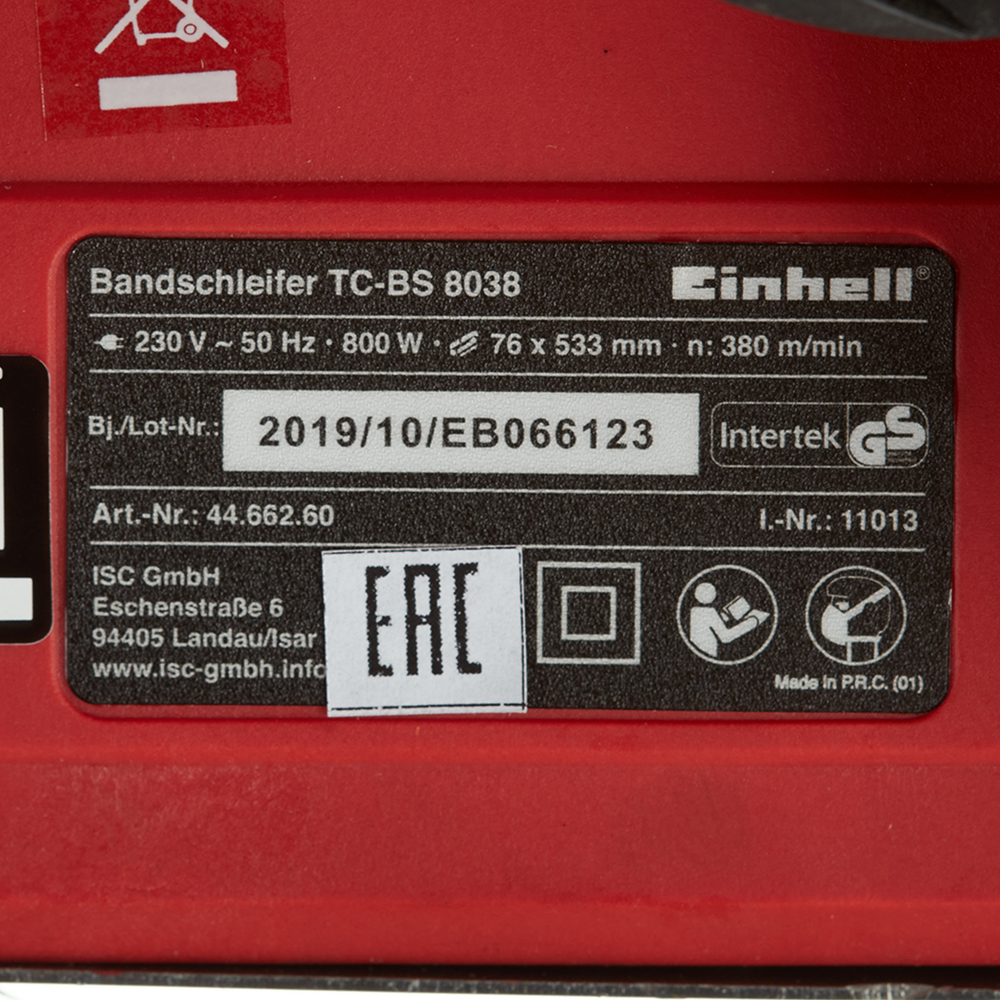 Bandschleifer TC-BS 8038
Einhell®
230 V ~ 50 Hz · 800 W · 76 x 533 mm · n: 380 m/min
Bj./Lot-Nr.: 2019/10/EB066123
Intertek GS
Art.-Nr.: 44.662.60
I.-Nr.: 11013
ISC GmbH
Eschenstraße 6
94405 Landau/Isar
www.isc-gmbh.info
EAC
Made in P.R.C. (01)